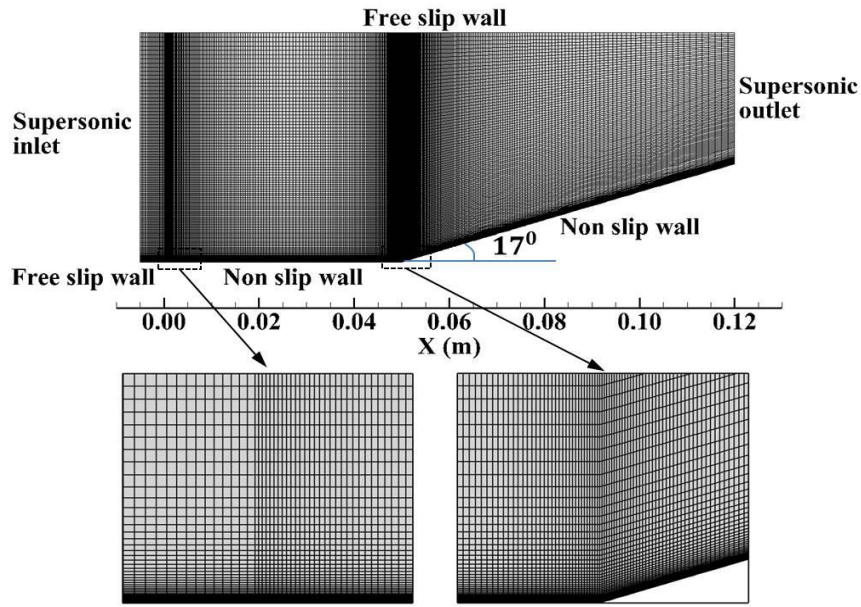 Free slip wall
Supersonic
inlet
Supersonic
outlet
17⁰
Non slip wall
Free slip wall
Non slip wall
0.00 0.02 0.04 0.06 0.08 0.10 0.12
X (m)